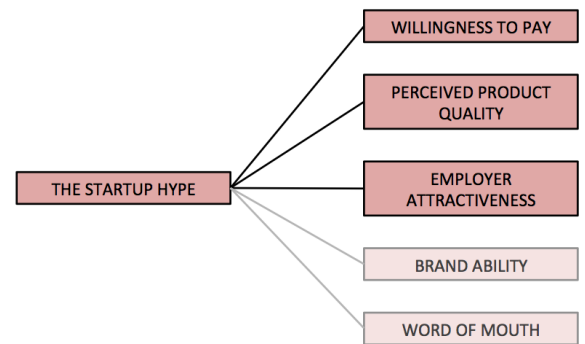 WILLINGNESS TO PAY
PERCEIVED PRODUCT
QUALITY
THE STARTUP HYPE
EMPLOYER
ATTRACTIVENESS
BRAND ABILITY
WORD OF MOUTH